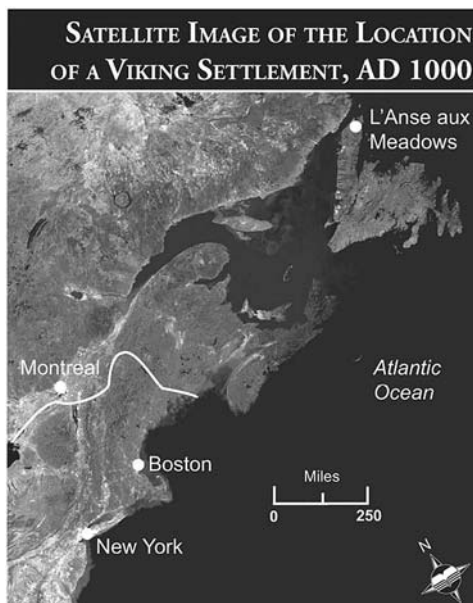 SATELLITE IMAGE OF THE LOCATION
OF A VIKING SETTLEMENT, AD 1000
L'Anse aux
Meadows
Montreal
Atlantic
Ocean
Boston
Miles
0 250
New York
N